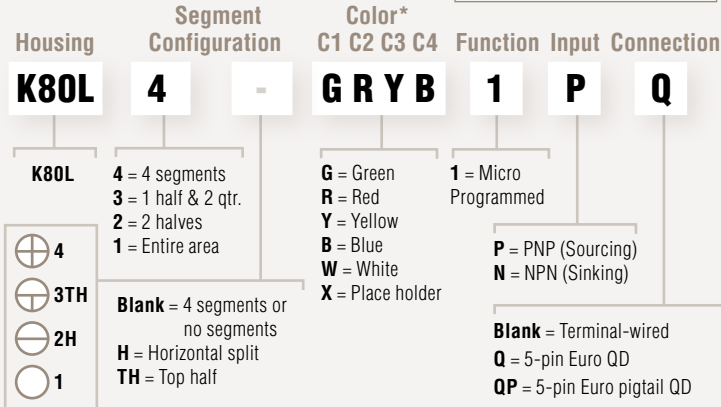 Segment
Color*
Housing
Configuration
C1 C2 C3 C4
Function
Input
Connection
K80L
4
-
G R Y B
1
P
Q
K80L
4 = 4 segments
3 = 1 half & 2 qtr.
2 = 2 halves
1 = Entire area
G = Green
R = Red
Y = Yellow
B = Blue
W = White
X = Place holder
1 = Micro
Programmed
P = PNP (Sourcing)
N = NPN (Sinking)
4
3TH
2H
1
Blank = 4 segments or
no segments
H = Horizontal split
TH = Top half
Blank = Terminal-wired
Q = 5-pin Euro QD
QP = 5-pin Euro pigtail QD